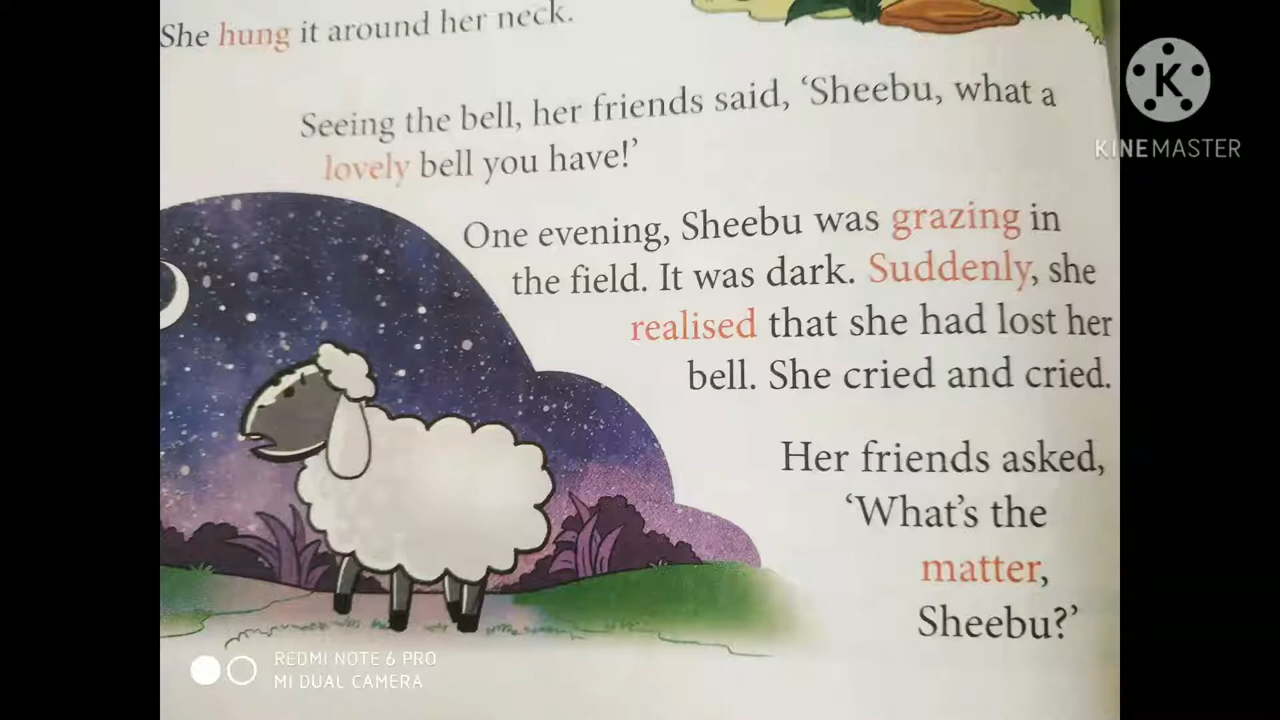 She hung it around her neck.
Seeing the bell, her friends said, ‘Sheebu, what a
lovely bell you have!’
One evening, Sheebu was grazing in
the field. It was dark. Suddenly, she
realised that she had lost her
bell. She cried and cried.
Her friends asked,
‘What’s the
matter,
Sheebu?’
K
KINEMASTER
REDMI NOTE 6 PRO
MI DUAL CAMERA